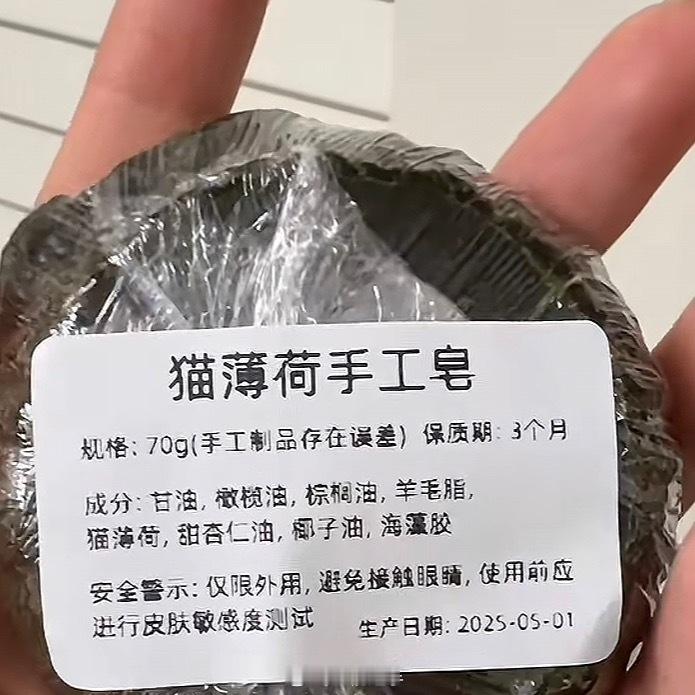 猫薄荷手工皂
规格: 70g(手工制品存在误差) 保质期: 3个月
成分: 甘油, 橄榄油, 棕榈油, 羊毛脂,
猫薄荷, 甜杏仁油, 椰子油, 海藻胶
安全警示: 仅限外用, 避免接触眼睛, 使用前应
进行皮肤敏感度测试 生产日期: 2025-05-01